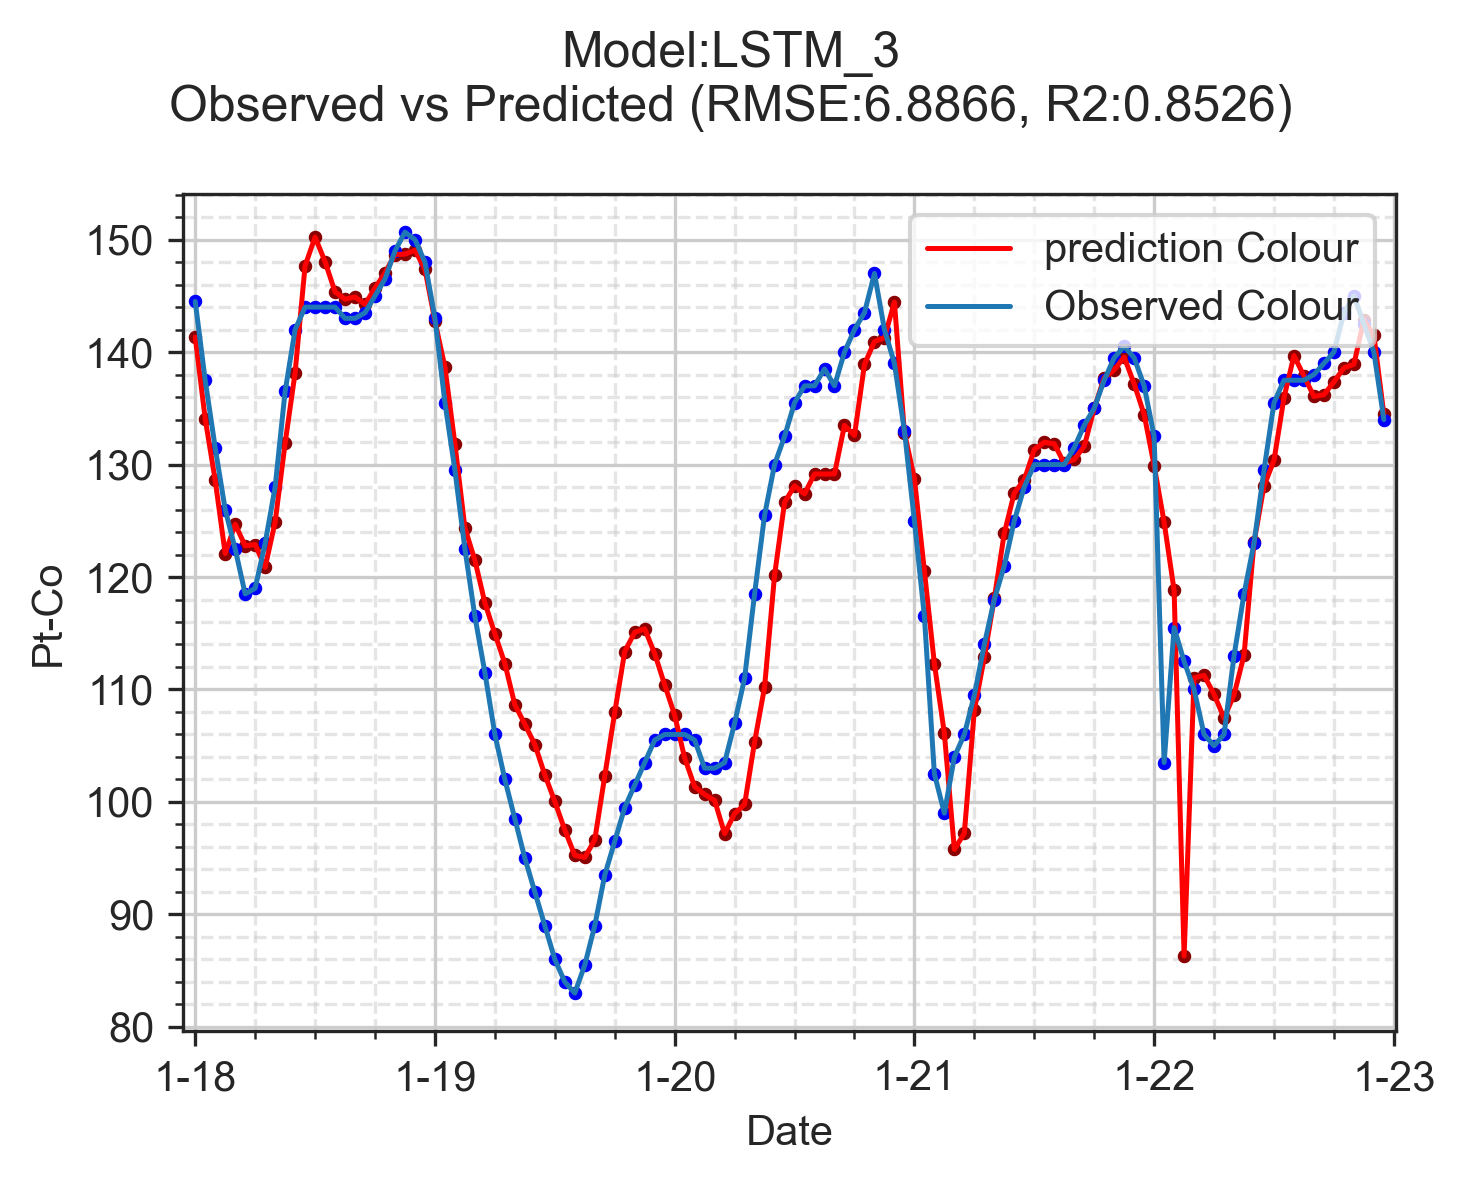 Model:LSTM_3
Observed vs Predicted (RMSE:6.8866, R2:0.8526)
prediction Colour
Observed Colour
Pt-Co
150
140
130
120
110
100
90
80
1-18
1-19
1-20
1-21
1-22
1-23
Date